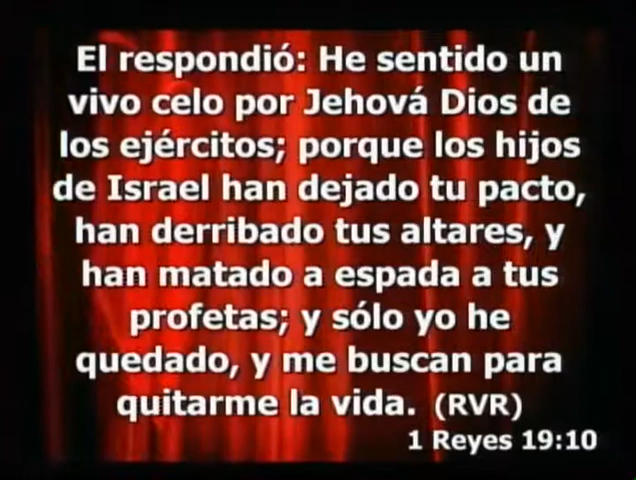 El respondió: He sentido un
vivo celo por Jehová Dios de
los ejércitos; porque los hijos
de Israel han dejado tu pacto,
han derribado tus altares, y
han matado a espada a tus
profetas; y sólo yo he
quedado, y me buscan para
quitarme la vida. (RVR)
1 Reyes 19:10